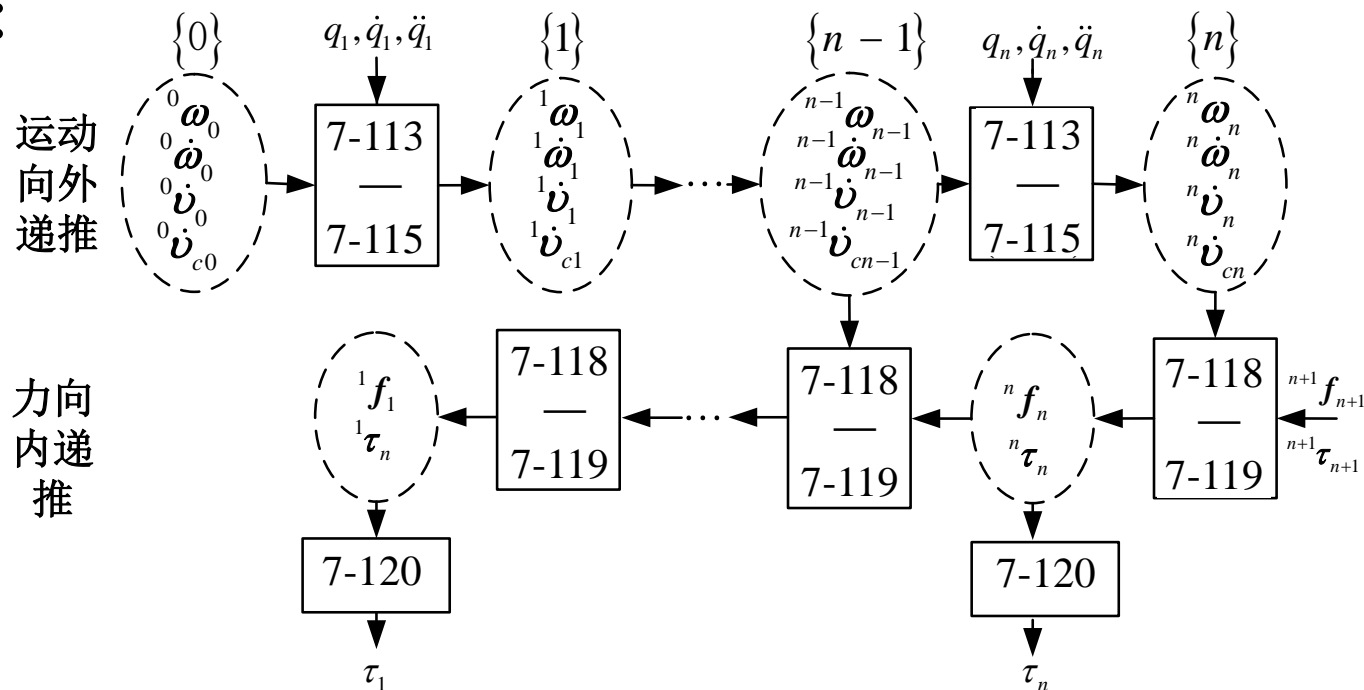 :
{0}
q₁, q̇₁, q̈₁
{1}
{n − 1}
qₙ, q̇ₙ, q̈ₙ
{n}
运动
向外
递推
⁰ω₀
⁰ω̇₀
⁰υ̇₀
⁰υ̇_{c0}
7-113
—
7-115
¹ω₁
¹ω̇₁
¹υ̇₁
¹υ̇_{c1}
···
ⁿ⁻¹ωₙ₋₁
ⁿ⁻¹ω̇ₙ₋₁
ⁿ⁻¹υ̇ₙ₋₁
ⁿ⁻¹υ̇_{cn−1}
7-113
—
7-115
ⁿωₙ
ⁿω̇ₙ
ⁿυ̇ₙ
ⁿυ̇_{cn}
力向
内递
推
¹f₁
¹τₙ
7-118
—
7-119
···
7-118
—
7-119
ⁿfₙ
ⁿτₙ
7-118
—
7-119
ⁿ⁺¹fₙ₊₁
ⁿ⁺¹τₙ₊₁
7-120
7-120
τ₁
τₙ